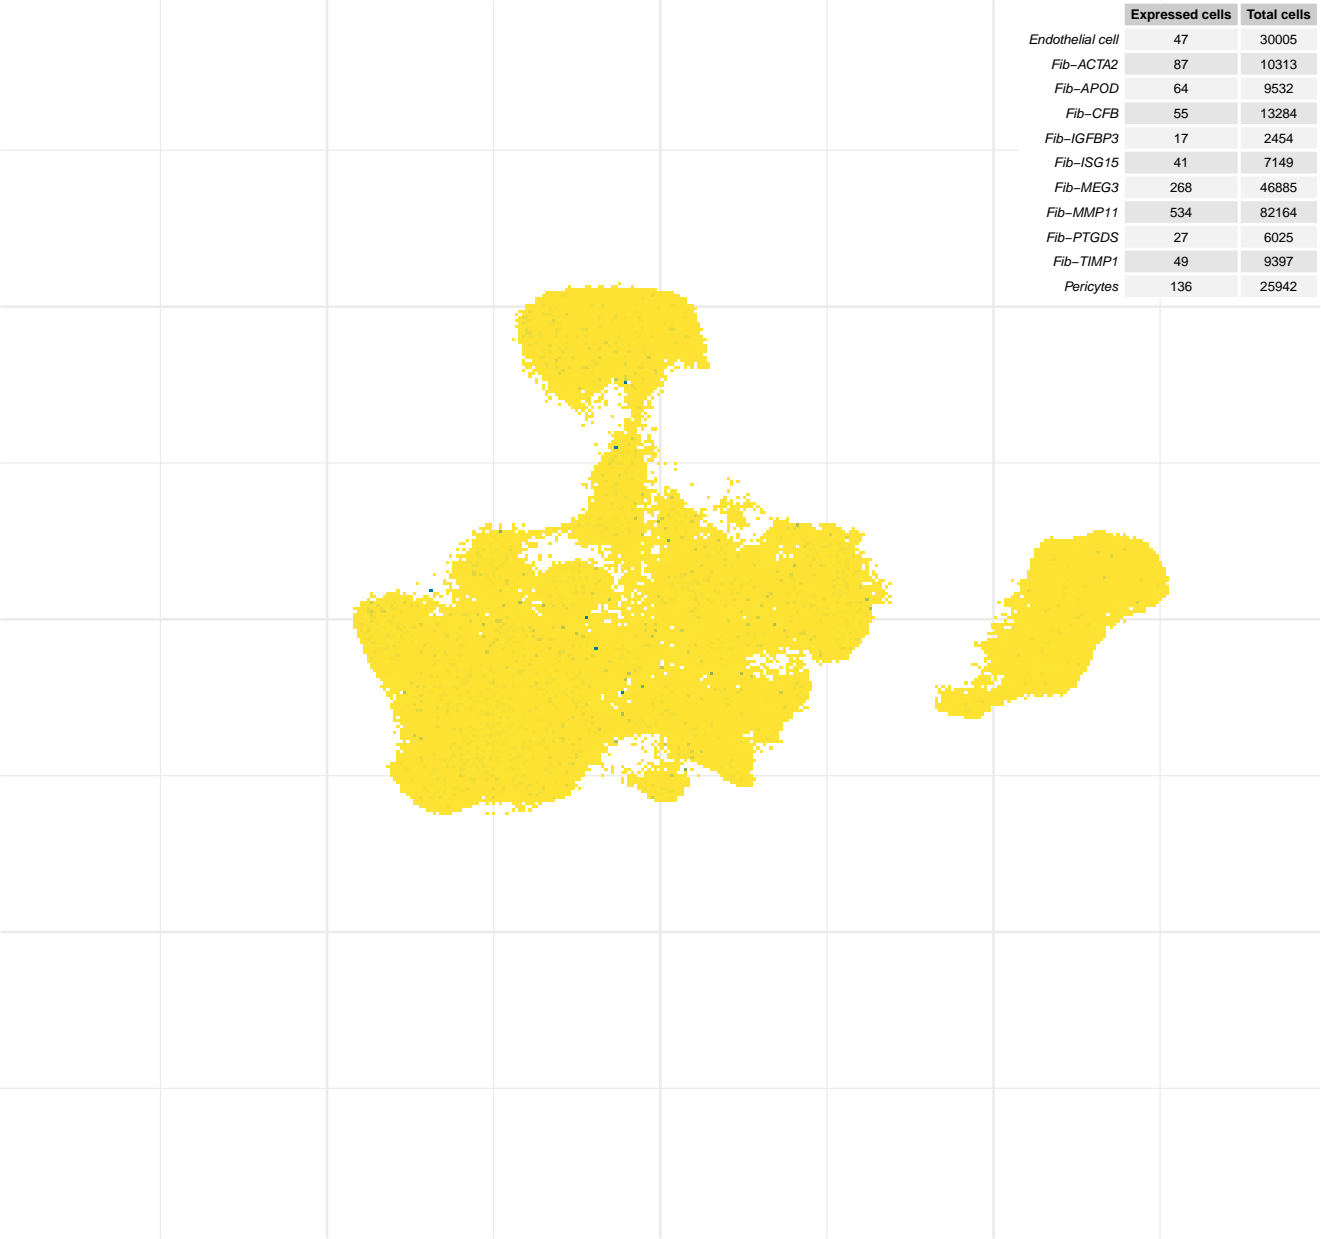 Expressed cells Total cells
Endothelial cell 47 30005
Fib−ACTA2 87 10313
Fib−APOD 64 9532
Fib−CFB 55 13284
Fib−IGFBP3 17 2454
Fib−ISG15 41 7149
Fib−MEG3 268 46885
Fib−MMP11 534 82164
Fib−PTGDS 27 6025
Fib−TIMP1 49 9397
Pericytes 136 25942